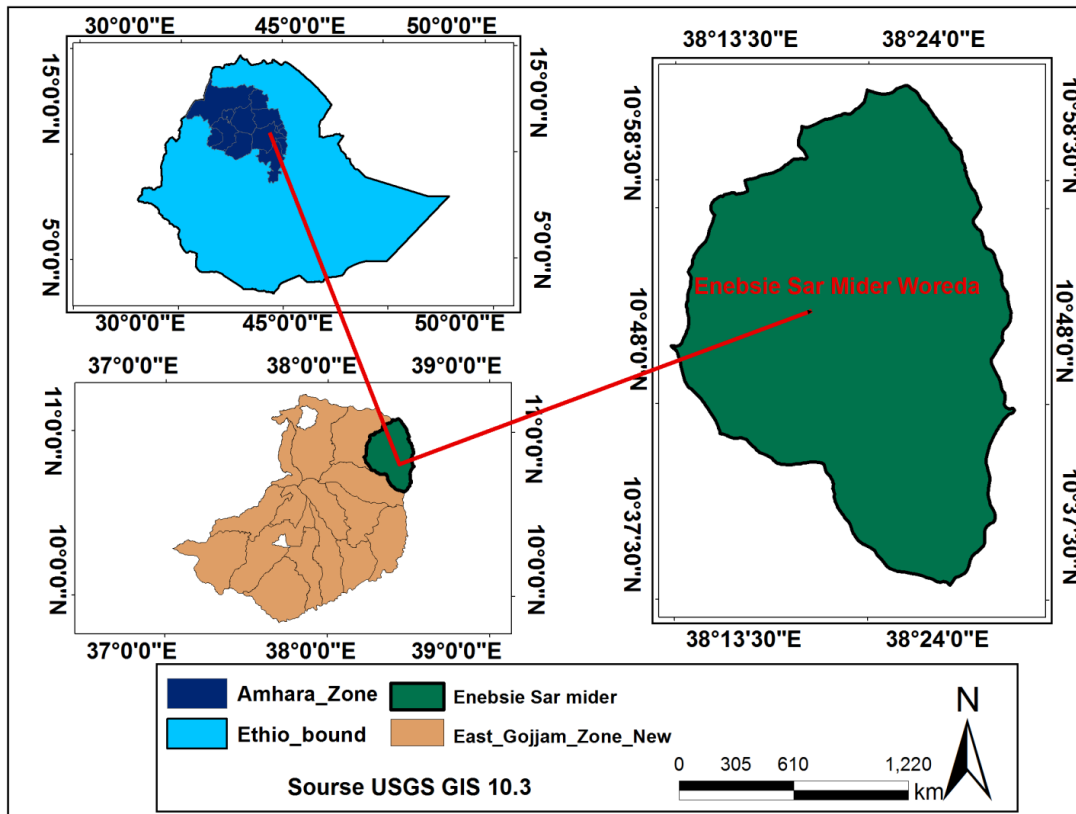 30°0'0"E 45°0'0"E 50°0'0"E
15°0'0"N 15°0'0"N
5°0'0"N 5°0'0"N
30°0'0"E 45°0'0"E 50°0'0"E
37°0'0"E 38°0'0"E 39°0'0"E
11°0'0"N 11°0'0"N
10°0'0"N 10°0'0"N
37°0'0"E 38°0'0"E 39°0'0"E
38°13'30"E 38°24'0"E
10°58'30"N 10°58'30"N
Enebsie Sar Mider Woreda
10°48'0"N 10°48'0"N
10°37'30"N 10°37'30"N
38°13'30"E 38°24'0"E
Amhara_Zone Enebsie Sar mider
Ethio_bound East_Gojjam_Zone_New
Sourse USGS GIS 10.3
N
0 305 610 1,220
km